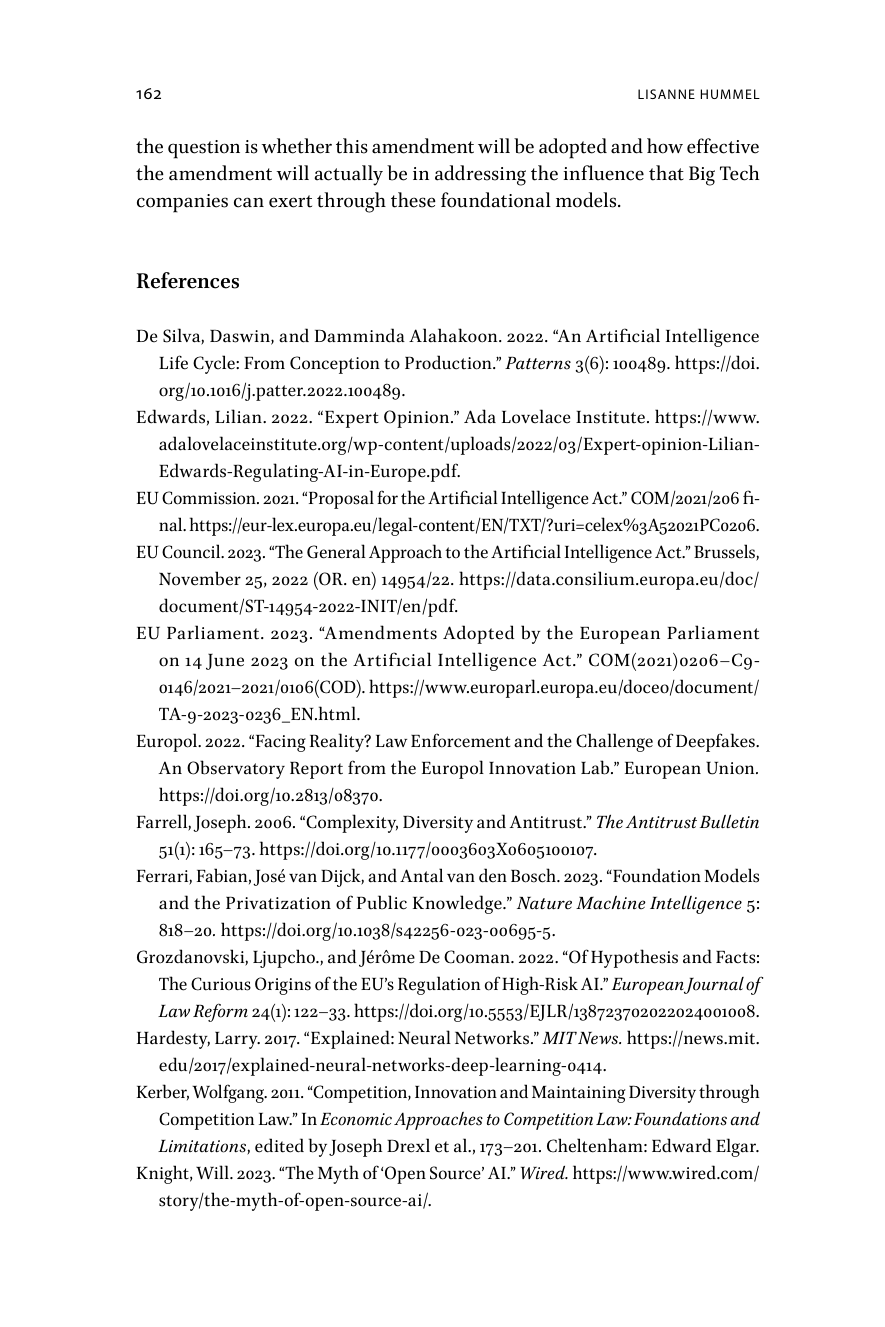 162
LISANNE HUMMEL
the question is whether this amendment will be adopted and how effective
the amendment will actually be in addressing the influence that Big Tech
companies can exert through these foundational models.
References
De Silva, Daswin, and Damminda Alahakoon. 2022. “An Artificial Intelligence
Life Cycle: From Conception to Production.” Patterns 3(6): 100489. https://doi.
org/10.1016/j.patter.2022.100489.
Edwards, Lilian. 2022. “Expert Opinion.” Ada Lovelace Institute. https://www.
adalovelaceinstitute.org/wp-content/uploads/2022/03/Expert-opinion-Lilian-
Edwards-Regulating-AI-in-Europe.pdf.
EU Commission. 2021. “Proposal for the Artificial Intelligence Act.” COM/2021/206 fi-
nal. https://eur-lex.europa.eu/legal-content/EN/TXT/?uri=celex%3A52021PC0206.
EU Council. 2023. “The General Approach to the Artificial Intelligence Act.” Brussels,
November 25, 2022 (OR. en) 14954/22. https://data.consilium.europa.eu/doc/
document/ST-14954-2022-INIT/en/pdf.
EU Parliament. 2023. “Amendments Adopted by the European Parliament
on 14 June 2023 on the Artificial Intelligence Act.” COM(2021)0206–C9-
0146/2021–2021/0106(COD). https://www.europarl.europa.eu/doceo/document/
TA-9-2023-0236_EN.html.
Europol. 2022. “Facing Reality? Law Enforcement and the Challenge of Deepfakes.
An Observatory Report from the Europol Innovation Lab.” European Union.
https://doi.org/10.2813/08370.
Farrell, Joseph. 2006. “Complexity, Diversity and Antitrust.” The Antitrust Bulletin
51(1): 165–73. https://doi.org/10.1177/0003603X0605100107.
Ferrari, Fabian, José van Dijck, and Antal van den Bosch. 2023. “Foundation Models
and the Privatization of Public Knowledge.” Nature Machine Intelligence 5:
818–20. https://doi.org/10.1038/s42256-023-00695-5.
Grozdanovski, Ljupcho., and Jérôme De Cooman. 2022. “Of Hypothesis and Facts:
The Curious Origins of the EU’s Regulation of High-Risk AI.” European Journal of
Law Reform 24(1): 122–33. https://doi.org/10.5553/EJLR/138723702022024001008.
Hardesty, Larry. 2017. “Explained: Neural Networks.” MIT News. https://news.mit.
edu/2017/explained-neural-networks-deep-learning-0414.
Kerber, Wolfgang. 2011. “Competition, Innovation and Maintaining Diversity through
Competition Law.” In Economic Approaches to Competition Law: Foundations and
Limitations, edited by Joseph Drexl et al., 173–201. Cheltenham: Edward Elgar.
Knight, Will. 2023. “The Myth of ‘Open Source’ AI.” Wired. https://www.wired.com/
story/the-myth-of-open-source-ai/.